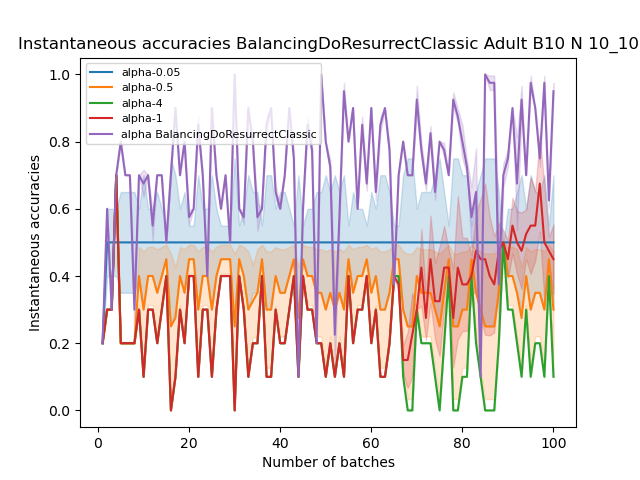 Instantaneous accuracies BalancingDoResurrectClassic Adult B10 N 10_10
Instantaneous accuracies
1.0
0.8
0.6
0.4
0.2
0.0
alpha-0.05
alpha-0.5
alpha-4
alpha-1
alpha BalancingDoResurrectClassic
0
20
40
60
80
100
Number of batches